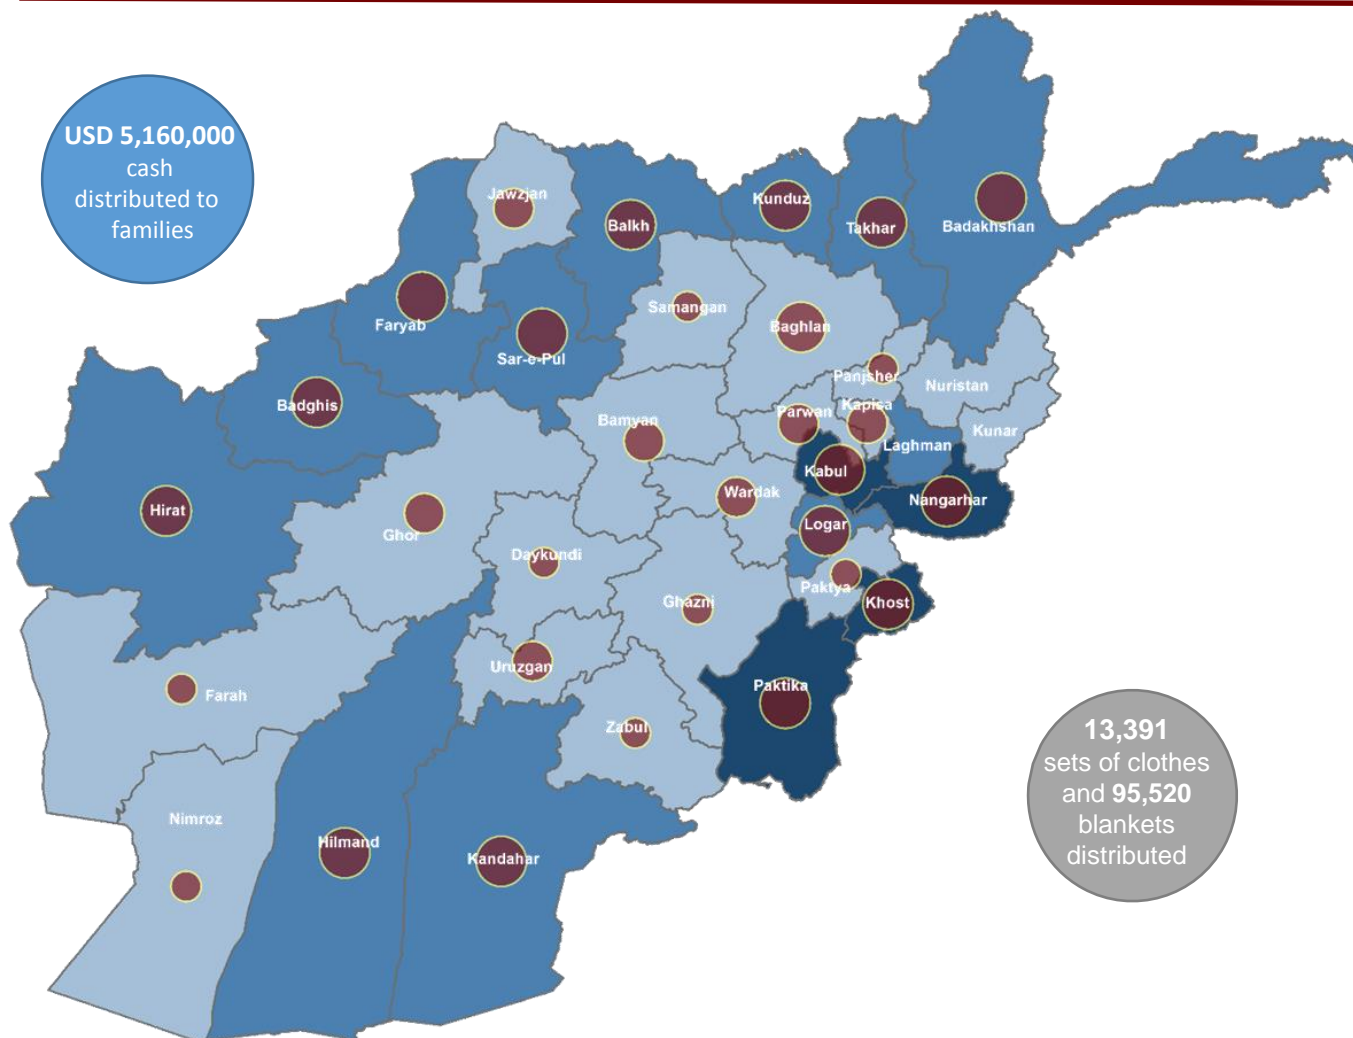 USD 5,160,000
cash
distributed to
families
Jawzjan
Balkh
Kunduz
Takhar
Badakhshan
Samangan
Faryab
Baghlan
Sar-e-Pul
Panjsher
Nuristan
Badghis
Parwan
Kapisa
Bamyan
Kunar
Laghman
Kabul
Wardak
Nangarhar
Hirat
Ghor
Logar
Daykundi
Paktya
Ghazni
Khost
Uruzgan
Paktika
Farah
Zabul
13,391
sets of clothes
and 95,520
blankets
distributed
Nimroz
Hilmand
Kandahar